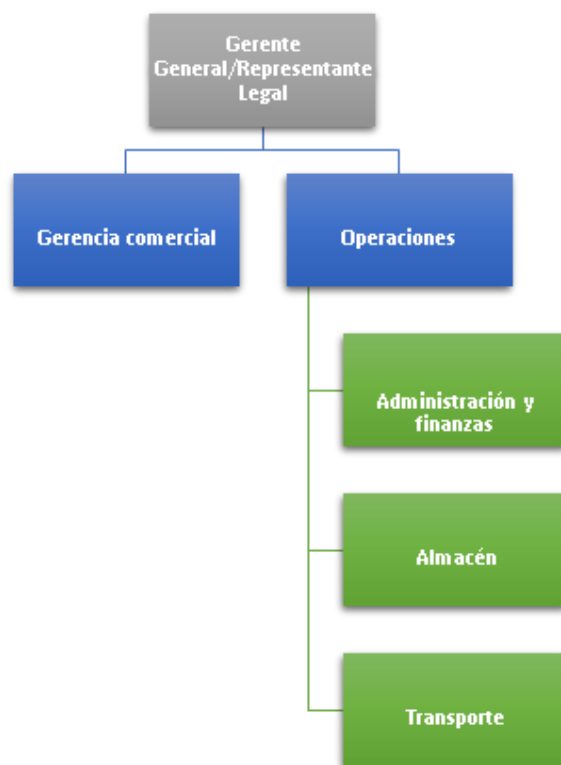 Gerente
General/Representante
Legal
Gerencia comercial
Operaciones
Administración y
finanzas
Almacén
Transporte